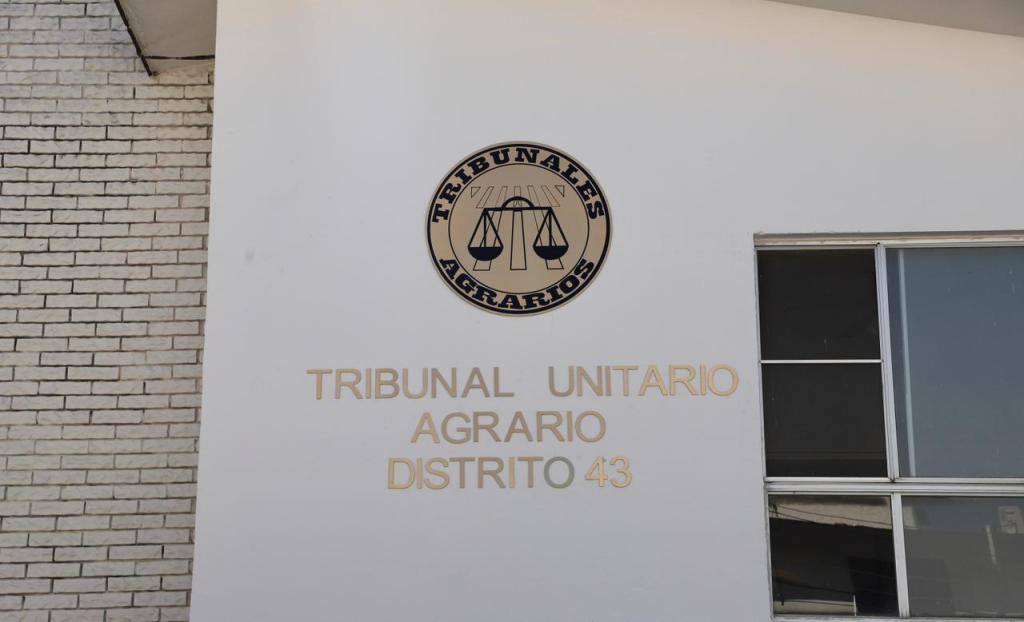 TRIBUNALES
AGRARIOS
TRIBUNAL UNITARIO
AGRARIO
DISTRITO 43